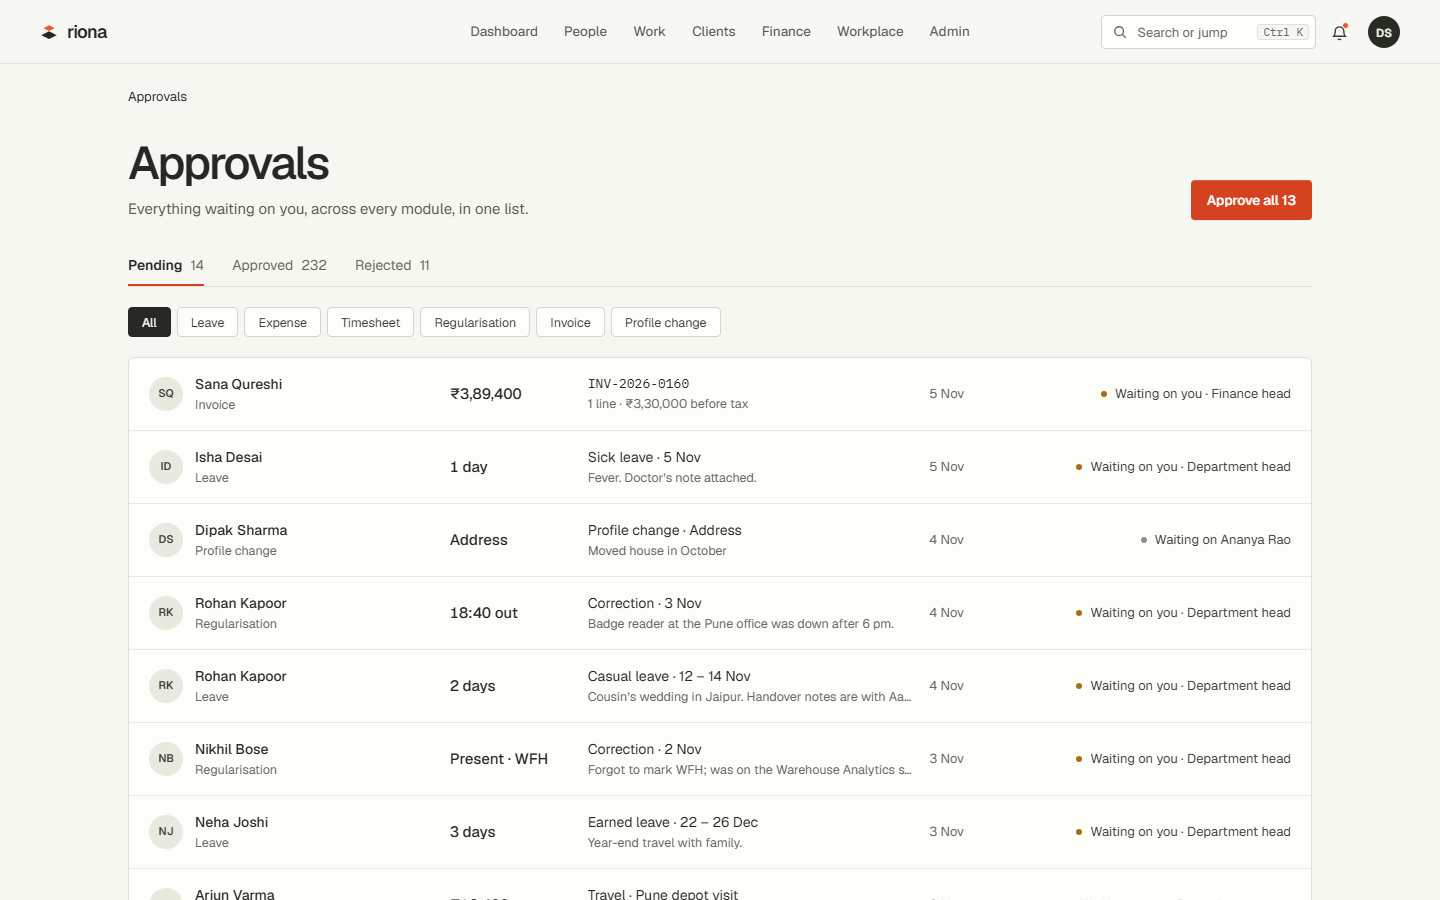 riona
Dashboard People Work Clients Finance Workplace Admin
Search or jump Ctrl K
DS
Approvals
Approvals
Everything waiting on you, across every module, in one list.
Approve all 13
Pending 14 Approved 232 Rejected 11
All Leave Expense Timesheet Regularisation Invoice Profile change
SQ
Sana Qureshi
Invoice
₹3,89,400
INV-2026-0160
1 line · ₹3,30,000 before tax
5 Nov
Waiting on you · Finance head
ID
Isha Desai
Leave
1 day
Sick leave · 5 Nov
Fever. Doctor's note attached.
5 Nov
Waiting on you · Department head
DS
Dipak Sharma
Profile change
Address
Profile change · Address
Moved house in October
4 Nov
Waiting on Ananya Rao
RK
Rohan Kapoor
Regularisation
18:40 out
Correction · 3 Nov
Badge reader at the Pune office was down after 6 pm.
4 Nov
Waiting on you · Department head
RK
Rohan Kapoor
Leave
2 days
Casual leave · 12 – 14 Nov
Cousin's wedding in Jaipur. Handover notes are with Aa…
4 Nov
Waiting on you · Department head
NB
Nikhil Bose
Regularisation
Present · WFH
Correction · 2 Nov
Forgot to mark WFH; was on the Warehouse Analytics s…
3 Nov
Waiting on you · Department head
NJ
Neha Joshi
Leave
3 days
Earned leave · 22 – 26 Dec
Year-end travel with family.
3 Nov
Waiting on you · Department head
Arjun Varma
Travel · Pune depot visit